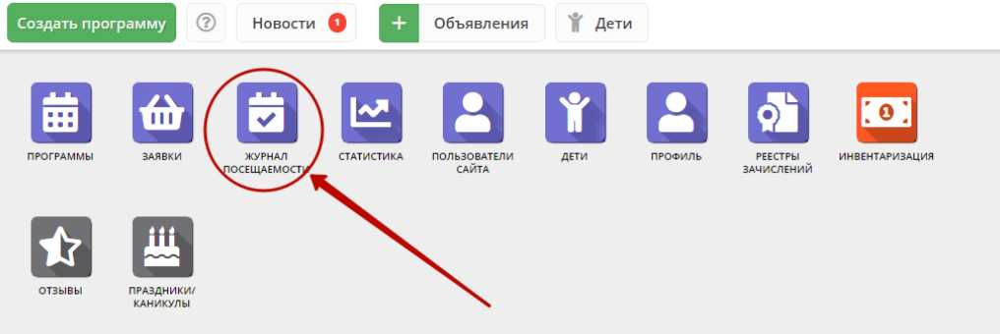 Создать программу
?
Новости 1
+ Объявления
Дети
ПРОГРАММЫ
ЗАЯВКИ
ЖУРНАЛ
ПОСЕЩАЕМОСТИ
СТАТИСТИКА
ПОЛЬЗОВАТЕЛИ
САЙТА
ДЕТИ
ПРОФИЛЬ
РЕЕСТРЫ
ЗАЧИСЛЕНИЙ
1
ИНВЕНТАРИЗАЦИЯ
ОТЗЫВЫ
ПРАЗДНИКИ/
КАНИКУЛЫ